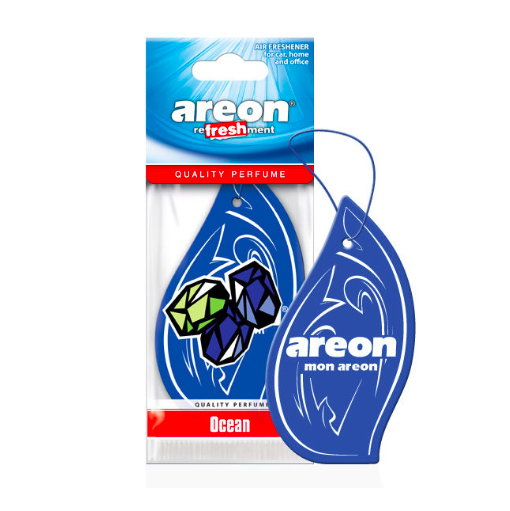 AIR FRESHENER
for car, home
and office
areon®
refreshment
QUALITY PERFUME
®
areon
mon areon
QUALITY PERFUME
Ocean